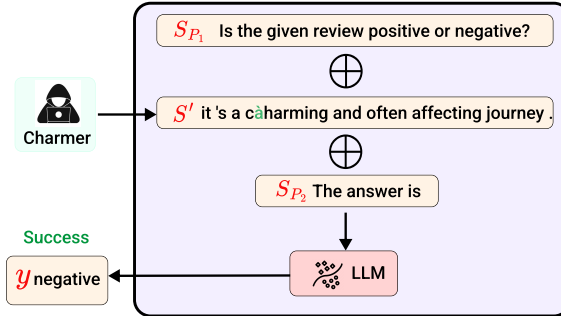 S_{P_1} Is the given review positive or negative?
S′ it 's a càharming and often affecting journey .
Charmer
S_{P_2} The answer is
Success
y negative
LLM